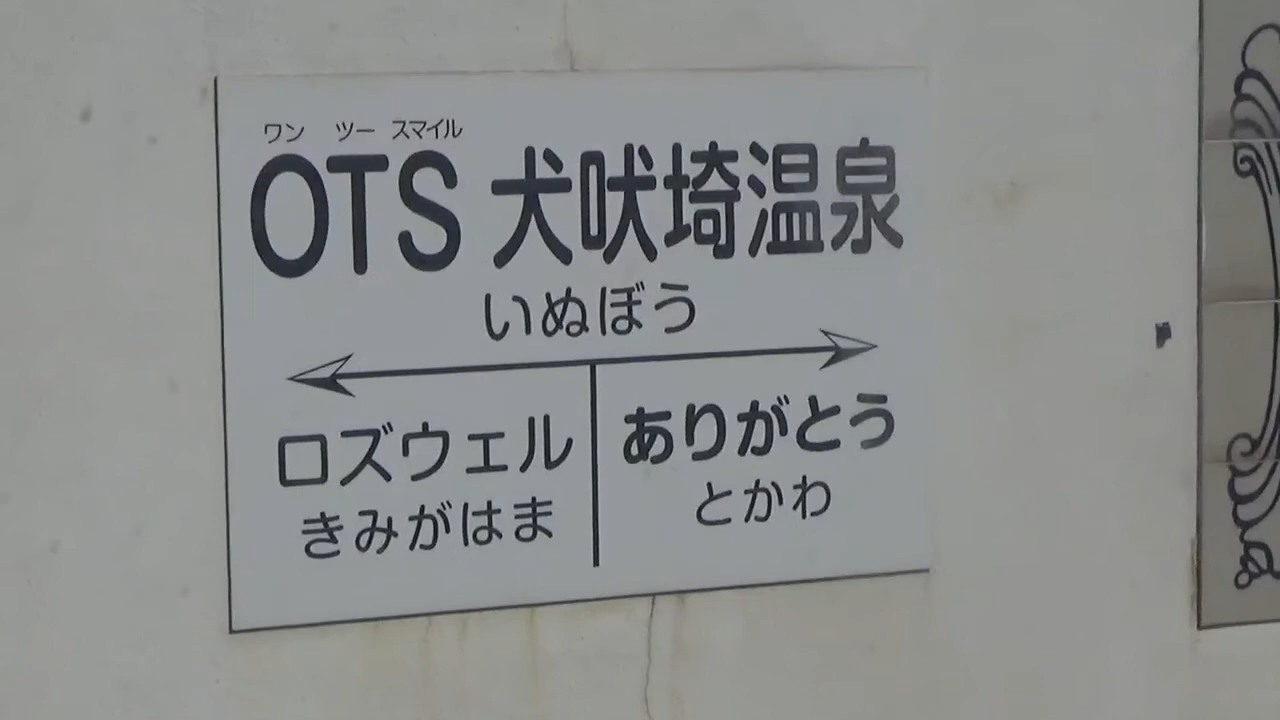 ワン ツー スマイル
OTS 犬吠埼温泉
いぬぼう
ロズウェル
きみがはま
ありがとう
とかわ